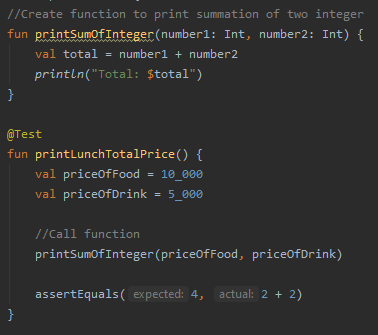 //Create function to print summation of two integer
fun printSumOfInteger(number1: Int, number2: Int) {
val total = number1 + number2
println("Total: $total")
}
@Test
fun printLunchTotalPrice() {
val priceOfFood = 10_000
val priceOfDrink = 5_000
//Call function
printSumOfInteger(priceOfFood, priceOfDrink)
assertEquals( expected: 4, actual: 2 + 2)
}